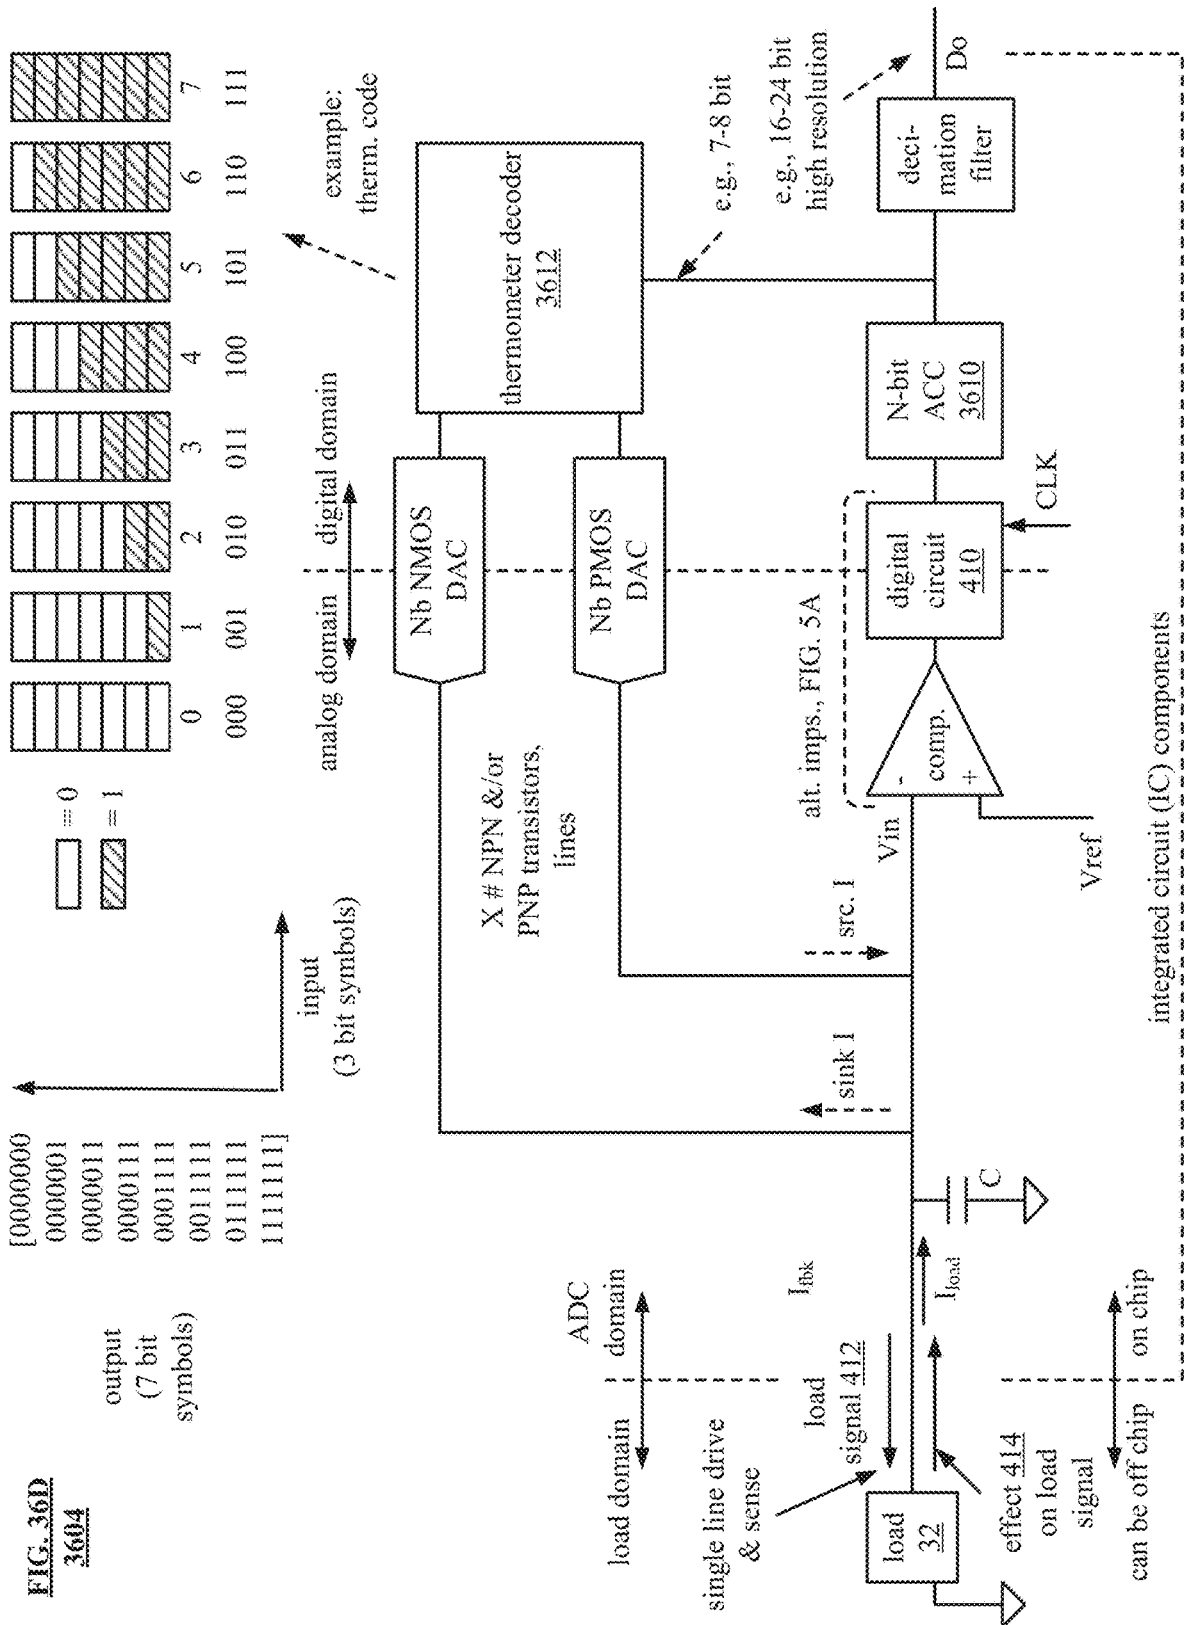 FIG. 36D
3604
output
(7 bit
symbols)
[0000000
0000001
0000011
0000111
0001111
0011111
0111111
1111111]
input
(3 bit symbols)
= 0
= 1
0 1 2 3 4 5 6 7
000 001 010 011 100 101 110 111
example:
therm. code
analog domain
digital domain
Nb NMOS
DAC
Nb PMOS
DAC
thermometer decoder
3612
X # NPN &/or
PNP transistors,
lines
e.g., 7-8 bit
e.g., 16-24 bit
high resolution
load domain
ADC
domain
single line drive
& sense
load
signal 412
Ifbk
sink I
src. I
alt. imps., FIG. 5A
Vin
load
32
Iload
C
-
comp.
+
Vref
digital
circuit
410
CLK
N-bit
ACC
3610
deci-
mation
filter
Do
effect 414
on load
signal
can be off chip
on chip
integrated circuit (IC) components